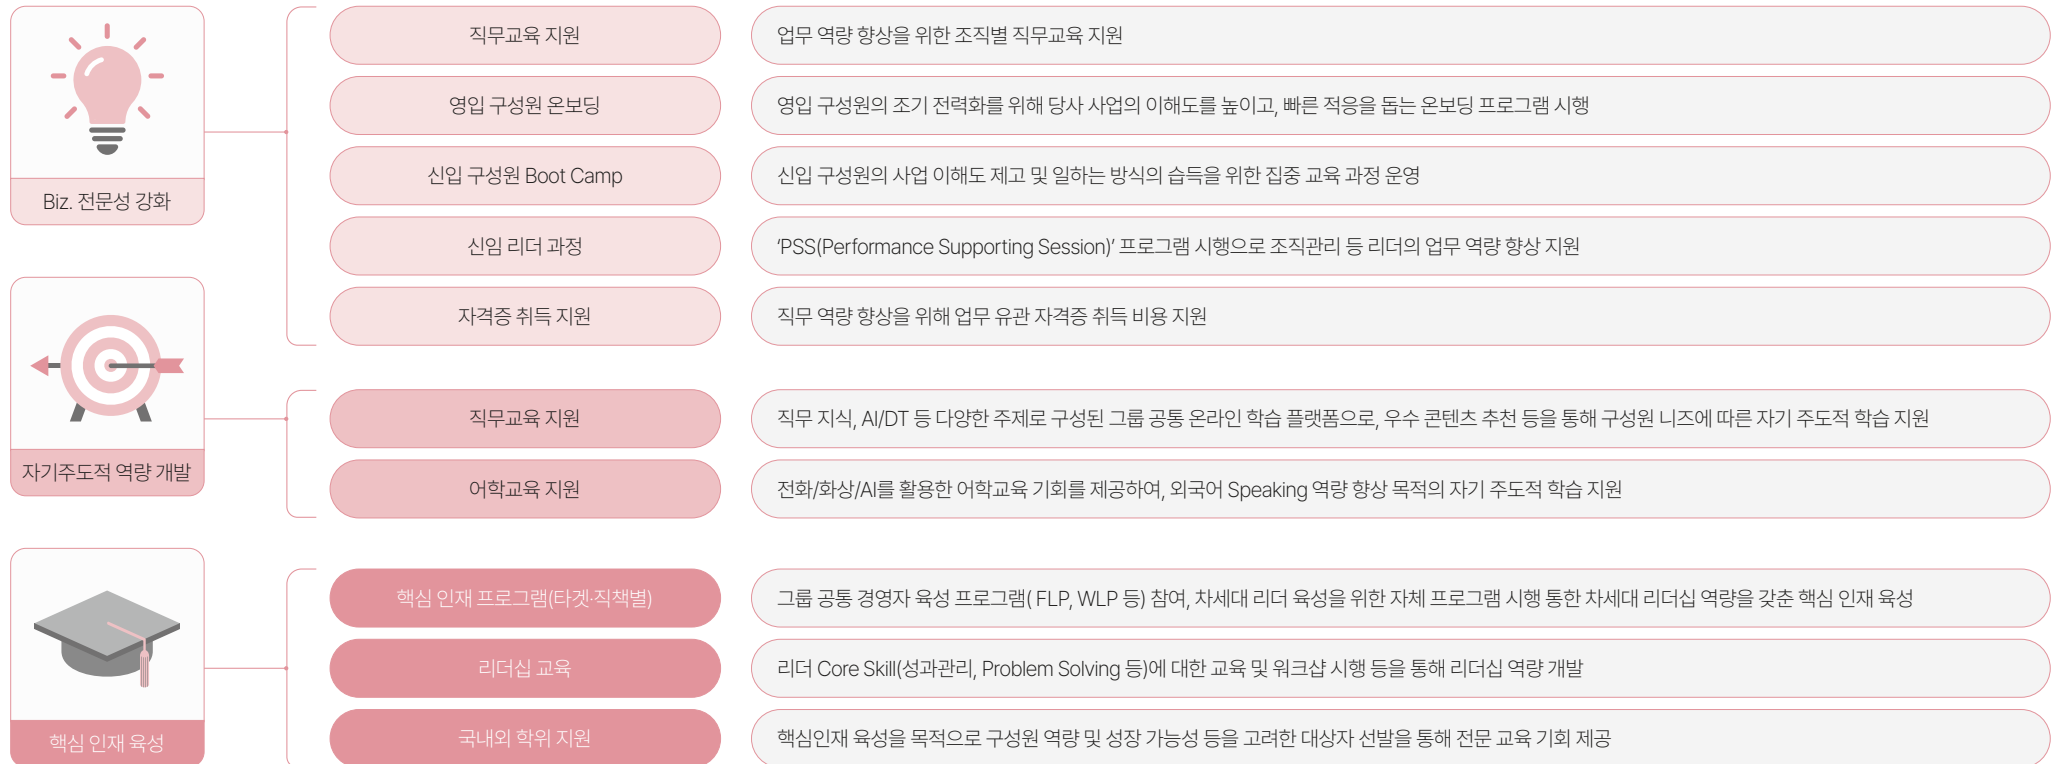 Biz. 전문성 강화
직무교육 지원
업무 역량 향상을 위한 조직별 직무교육 지원
영입 구성원 온보딩
영입 구성원의 조기 전력화를 위해 당사 사업의 이해도를 높이고, 빠른 적응을 돕는 온보딩 프로그램 시행
신입 구성원 Boot Camp
신입 구성원의 사업 이해도 제고 및 일하는 방식의 습득을 위한 집중 교육 과정 운영
신임 리더 과정
‘PSS(Performance Supporting Session)’ 프로그램 시행으로 조직관리 등 리더의 업무 역량 향상 지원
자격증 취득 지원
직무 역량 향상을 위해 업무 유관 자격증 취득 비용 지원
자기주도적 역량 개발
직무교육 지원
직무 지식, AI/DT 등 다양한 주제로 구성된 그룹 공통 온라인 학습 플랫폼으로, 우수 콘텐츠 추천 등을 통해 구성원 니즈에 따른 자기 주도적 학습 지원
어학교육 지원
전화/화상/AI를 활용한 어학교육 기회를 제공하여, 외국어 Speaking 역량 향상 목적의 자기 주도적 학습 지원
핵심 인재 육성
핵심 인재 프로그램(타겟·직책별)
그룹 공통 경영자 육성 프로그램( FLP, WLP 등) 참여, 차세대 리더 육성을 위한 자체 프로그램 시행 통한 차세대 리더십 역량을 갖춘 핵심 인재 육성
리더십 교육
리더 Core Skill(성과관리, Problem Solving 등)에 대한 교육 및 워크샵 시행 등을 통해 리더십 역량 개발
국내외 학위 지원
핵심인재 육성을 목적으로 구성원 역량 및 성장 가능성 등을 고려한 대상자 선발을 통해 전문 교육 기회 제공